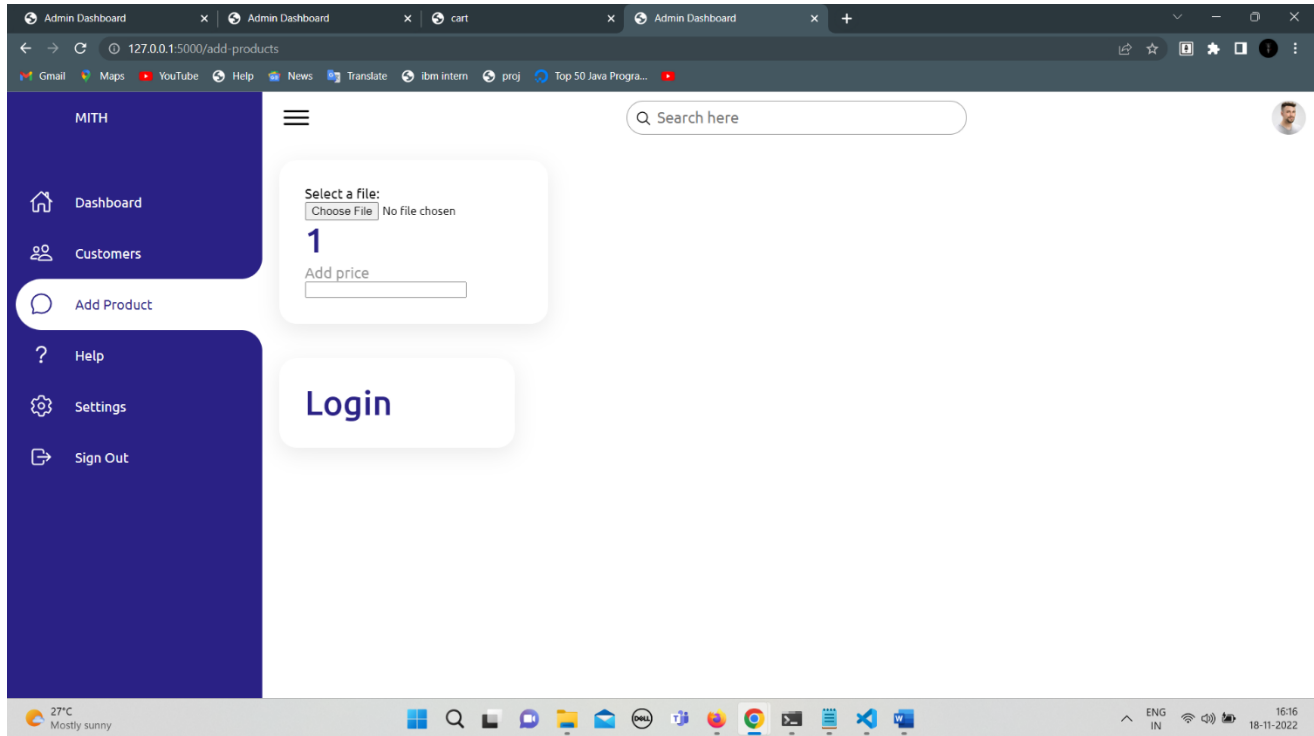 Admin Dashboard
Admin Dashboard
cart
Admin Dashboard
127.0.0.1:5000/add-products
Gmail Maps YouTube Help News Translate ibm intern proj Top 50 Java Progra...
MITH
Search here
Dashboard
Customers
Add Product
Help
Settings
Sign Out
Select a file:
Choose File No file chosen
1
Add price
Login
27°C
Mostly sunny
DELL
ENG
IN
16:16
18-11-2022